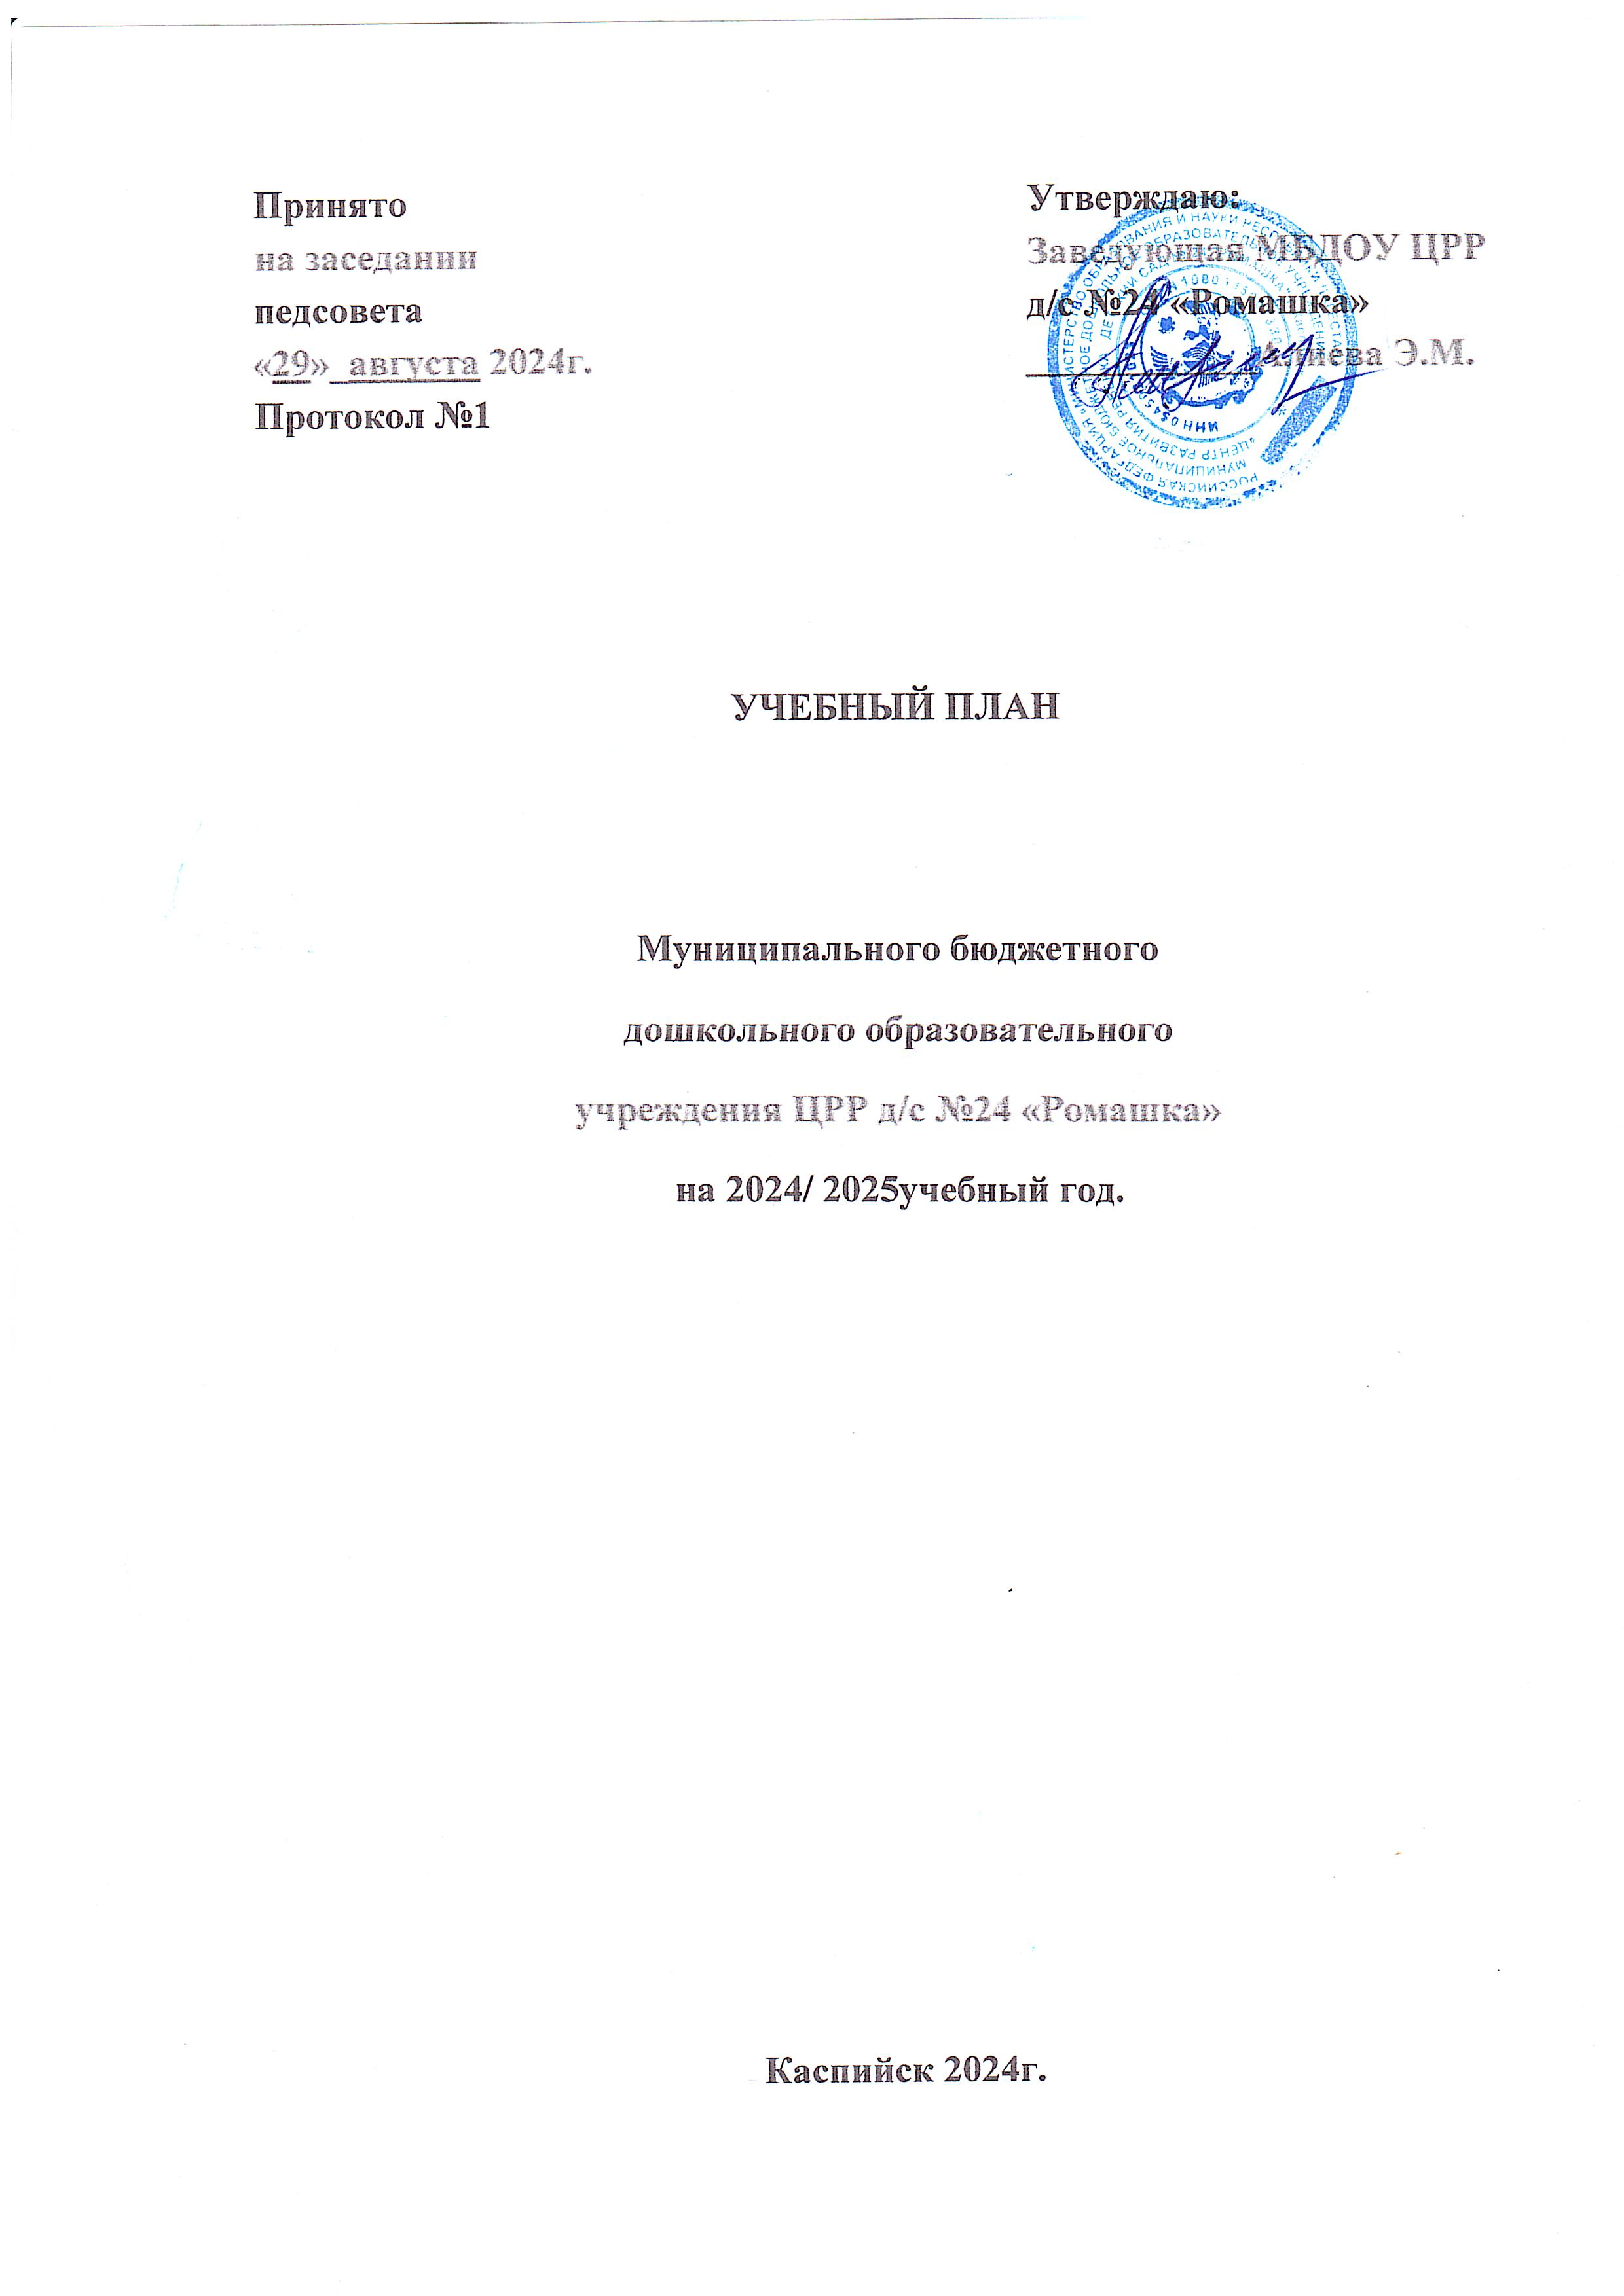 Принято
на заседании
педсовета
«29» августа 2024г.
Протокол №1
Утверждаю:
Заведующая МБДОУ ЦРР
д/с №24 «Ромашка»
Алиева Э.М.
УЧЕБНЫЙ ПЛАН
Муниципального бюджетного
дошкольного образовательного
учреждения ЦРР д/с №24 «Ромашка»
на 2024/ 2025учебный год.
Каспийск 2024г.